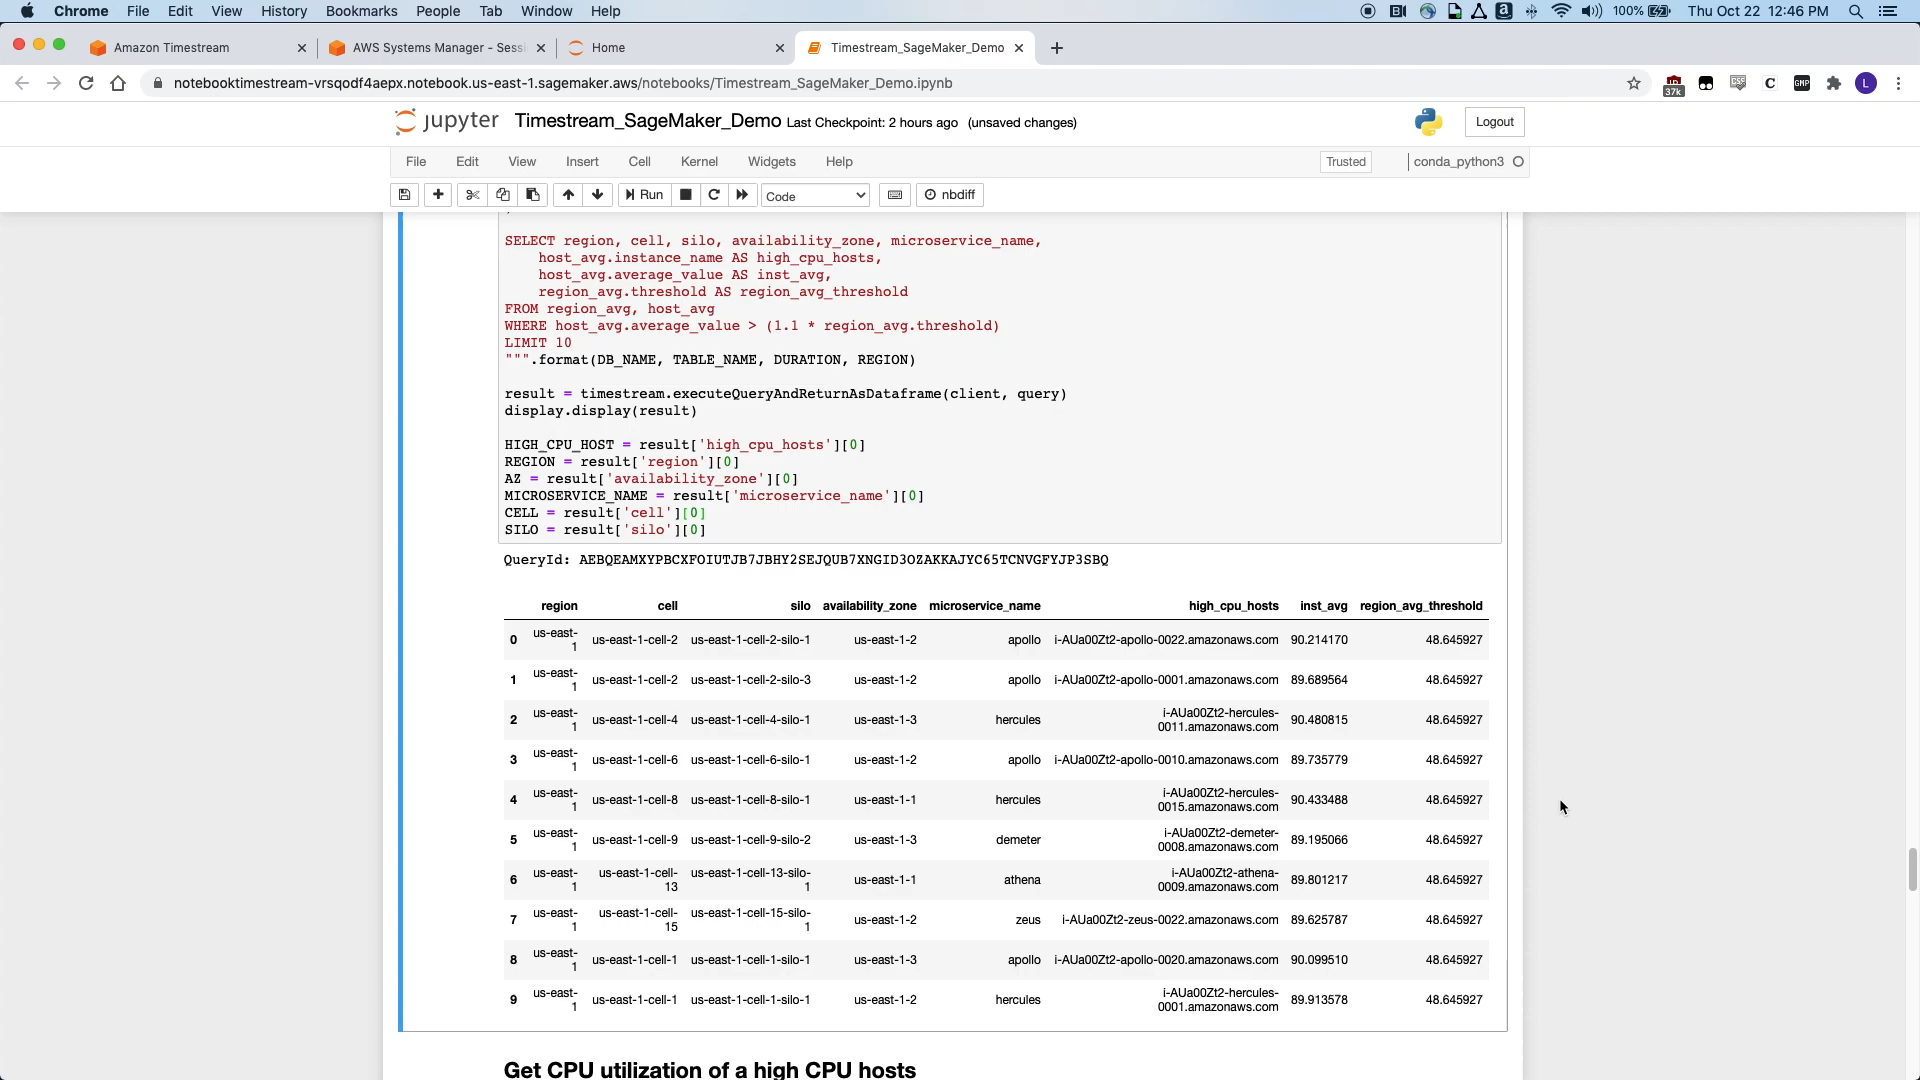 Chrome File Edit View History Bookmarks People Tab Window Help 100% Thu Oct 22 12:46 PM
Amazon Timestream AWS Systems Manager - Sessi Home Timestream_SageMaker_Demo
notebooktimestream-vrsqodf4aepx.notebook.us-east-1.sagemaker.aws/notebooks/Timestream_SageMaker_Demo.ipynb 37k CSS C GMP L
jupyter Timestream_SageMaker_Demo Last Checkpoint: 2 hours ago (unsaved changes) Logout
File Edit View Insert Cell Kernel Widgets Help Trusted conda_python3
Run Code nbdiff
SELECT region, cell, silo, availability_zone, microservice_name,
host_avg.instance_name AS high_cpu_hosts,
host_avg.average_value AS inst_avg,
region_avg.threshold AS region_avg_threshold
FROM region_avg, host_avg
WHERE host_avg.average_value > (1.1 * region_avg.threshold)
LIMIT 10
""".format(DB_NAME, TABLE_NAME, DURATION, REGION)
result = timestream.executeQueryAndReturnAsDataframe(client, query)
display.display(result)
HIGH_CPU_HOST = result['high_cpu_hosts'][0]
REGION = result['region'][0]
AZ = result['availability_zone'][0]
MICROSERVICE_NAME = result['microservice_name'][0]
CELL = result['cell'][0]
SILO = result['silo'][0]
QueryId: AEBQEAMXYPBCXFOIUTJB7JBHY2SEJQUB7XNGID3OZAKKAJYC65TCNVGFYJP3SBQ
region cell silo availability_zone microservice_name high_cpu_hosts inst_avg region_avg_threshold
0 us-east-1 us-east-1-cell-2 us-east-1-cell-2-silo-1 us-east-1-2 apollo i-AUa00Zt2-apollo-0022.amazonaws.com 90.214170 48.645927
1 us-east-1 us-east-1-cell-2 us-east-1-cell-2-silo-3 us-east-1-2 apollo i-AUa00Zt2-apollo-0001.amazonaws.com 89.689564 48.645927
2 us-east-1 us-east-1-cell-4 us-east-1-cell-4-silo-1 us-east-1-3 hercules i-AUa00Zt2-hercules-0011.amazonaws.com 90.480815 48.645927
3 us-east-1 us-east-1-cell-6 us-east-1-cell-6-silo-1 us-east-1-2 apollo i-AUa00Zt2-apollo-0010.amazonaws.com 89.735779 48.645927
4 us-east-1 us-east-1-cell-8 us-east-1-cell-8-silo-1 us-east-1-1 hercules i-AUa00Zt2-hercules-0015.amazonaws.com 90.433488 48.645927
5 us-east-1 us-east-1-cell-9 us-east-1-cell-9-silo-2 us-east-1-3 demeter i-AUa00Zt2-demeter-0008.amazonaws.com 89.195066 48.645927
6 us-east-1 us-east-1-cell-13 us-east-1-cell-13-silo-1 us-east-1-1 athena i-AUa00Zt2-athena-0009.amazonaws.com 89.801217 48.645927
7 us-east-1 us-east-1-cell-15 us-east-1-cell-15-silo-1 us-east-1-2 zeus i-AUa00Zt2-zeus-0022.amazonaws.com 89.625787 48.645927
8 us-east-1 us-east-1-cell-1 us-east-1-cell-1-silo-1 us-east-1-3 apollo i-AUa00Zt2-apollo-0020.amazonaws.com 90.099510 48.645927
9 us-east-1 us-east-1-cell-1 us-east-1-cell-1-silo-1 us-east-1-2 hercules i-AUa00Zt2-hercules-0001.amazonaws.com 89.913578 48.645927
Get CPU utilization of a high CPU hosts